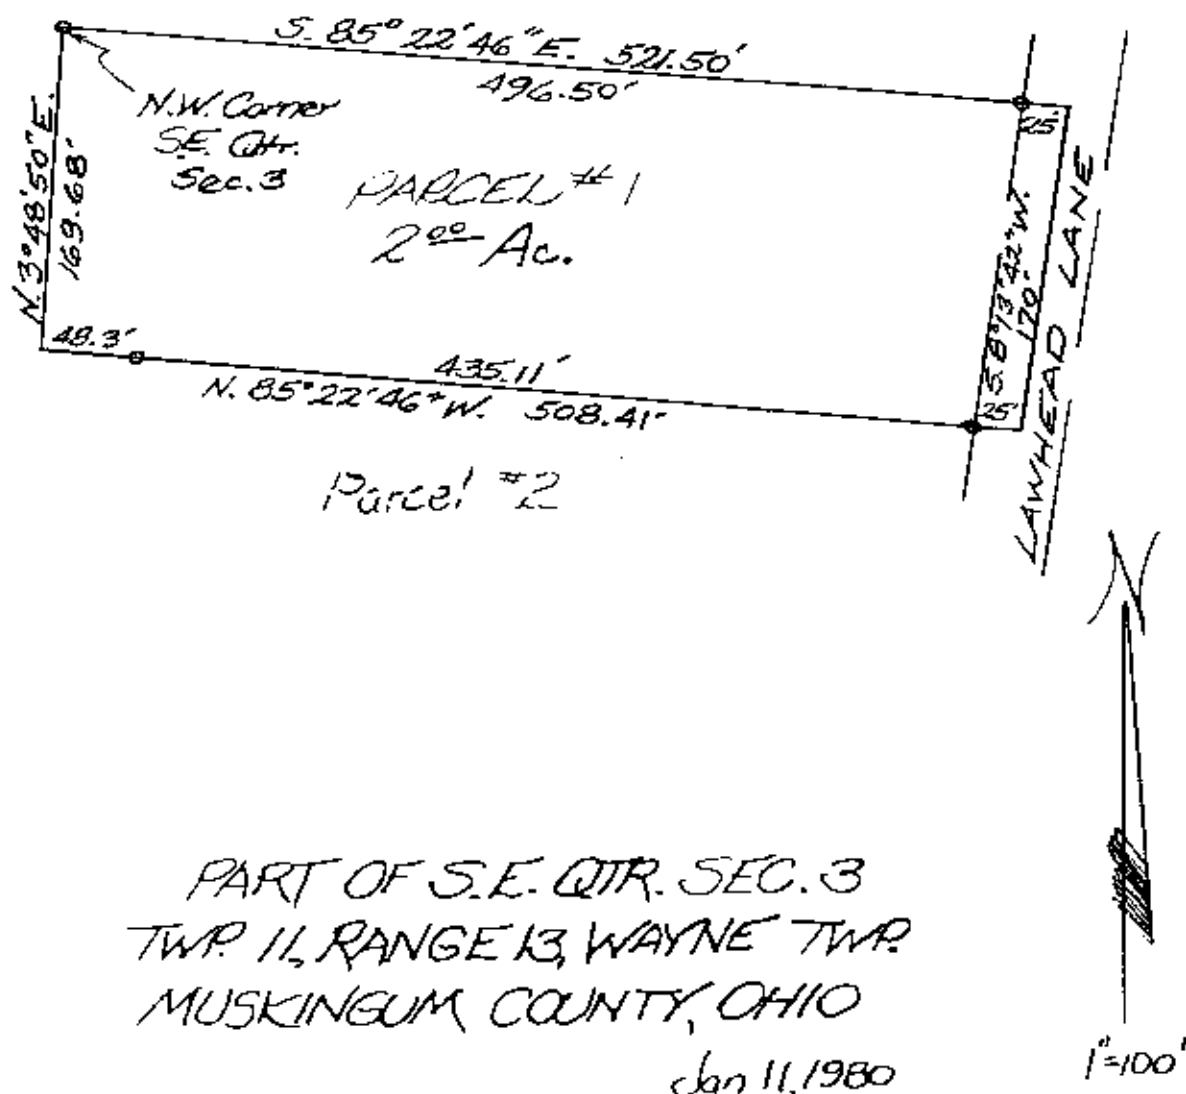 S. 85° 22' 46" E. 521.50'
496.50'
25'
N.W. Corner
S.E. Qtr.
Sec. 3
N. 3° 48' 50" E.
169.68'
PARCEL #1
2.00 Ac.
S. 8° 13' 42" W.
170'
LAWHEAD LANE
48.3'
435.11'
N. 85° 22' 46" W. 508.41'
25'
Parcel #2
N
PART OF S.E. QTR. SEC. 3
TWP. 11, RANGE 13, WAYNE TWP.
MUSKINGUM COUNTY, OHIO
Jan 11, 1980
1"=100'